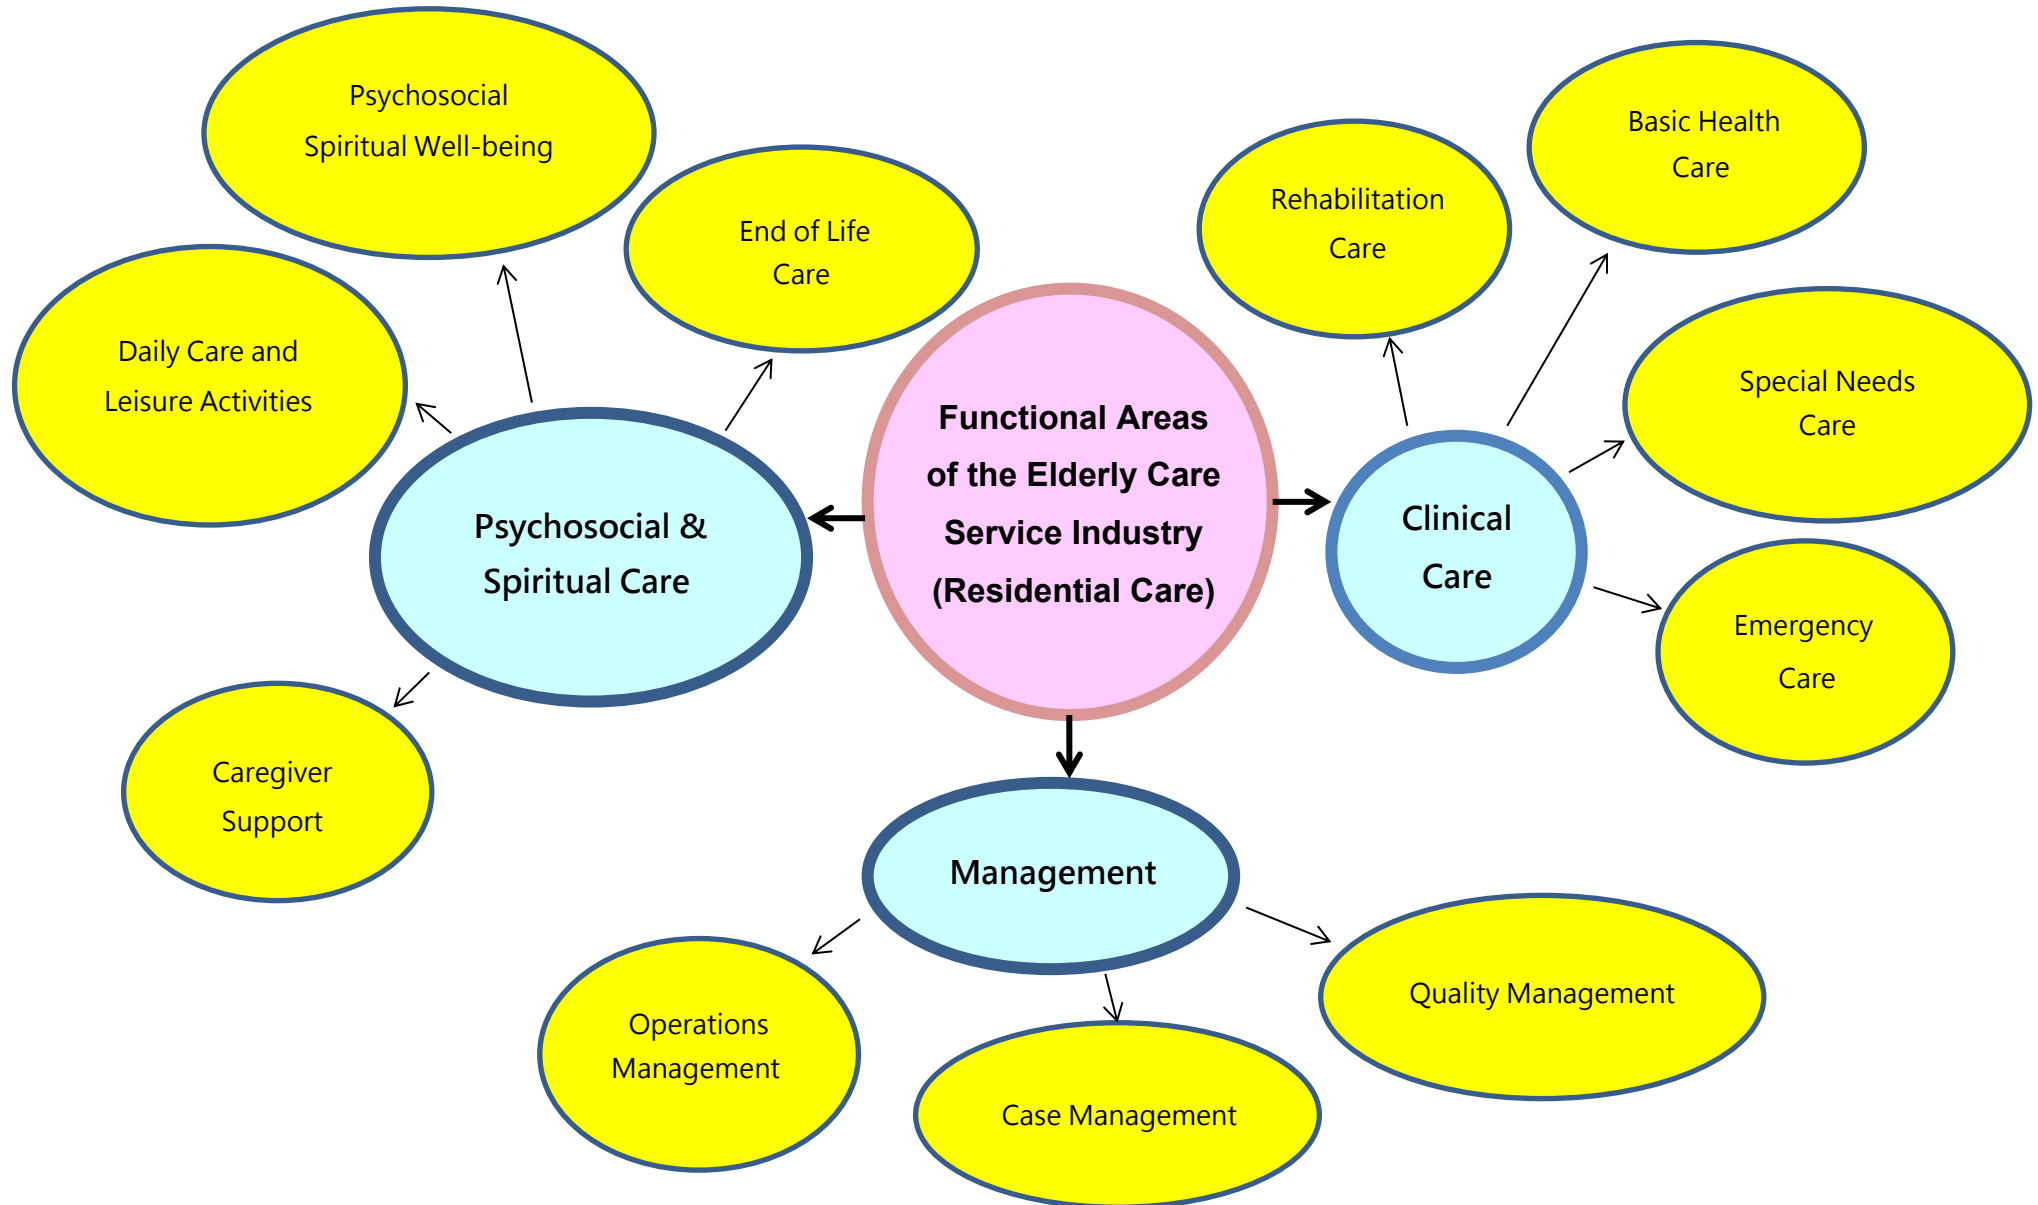 Psychosocial
Spiritual Well-being
End of Life
Care
Daily Care and
Leisure Activities
Psychosocial &
Spiritual Care
Caregiver
Support
Functional Areas
of the Elderly Care
Service Industry
(Residential Care)
Rehabilitation
Care
Basic Health
Care
Special Needs
Care
Clinical
Care
Emergency
Care
Management
Operations
Management
Case Management
Quality Management